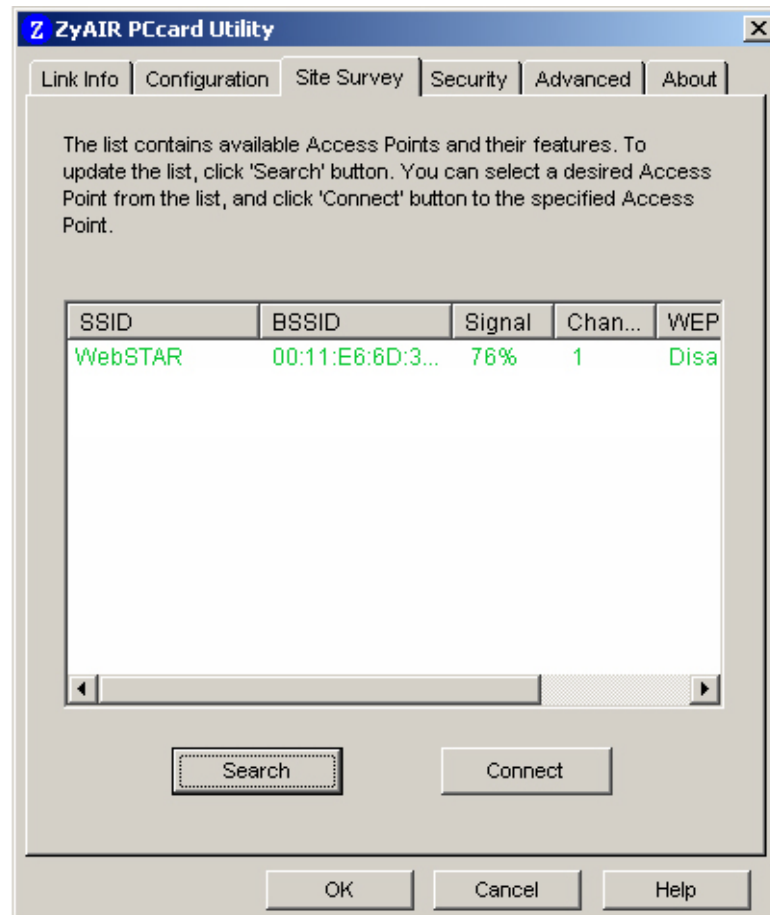 Z ZyAIR PCcard Utility
Link Info Configuration Site Survey Security Advanced About
The list contains available Access Points and their features. To
update the list, click 'Search' button. You can select a desired Access
Point from the list, and click 'Connect' button to the specified Access
Point.
SSID BSSID Signal Chan... WEP
WebSTAR 00:11:E6:6D:3... 76% 1 Disa
Search Connect
OK Cancel Help